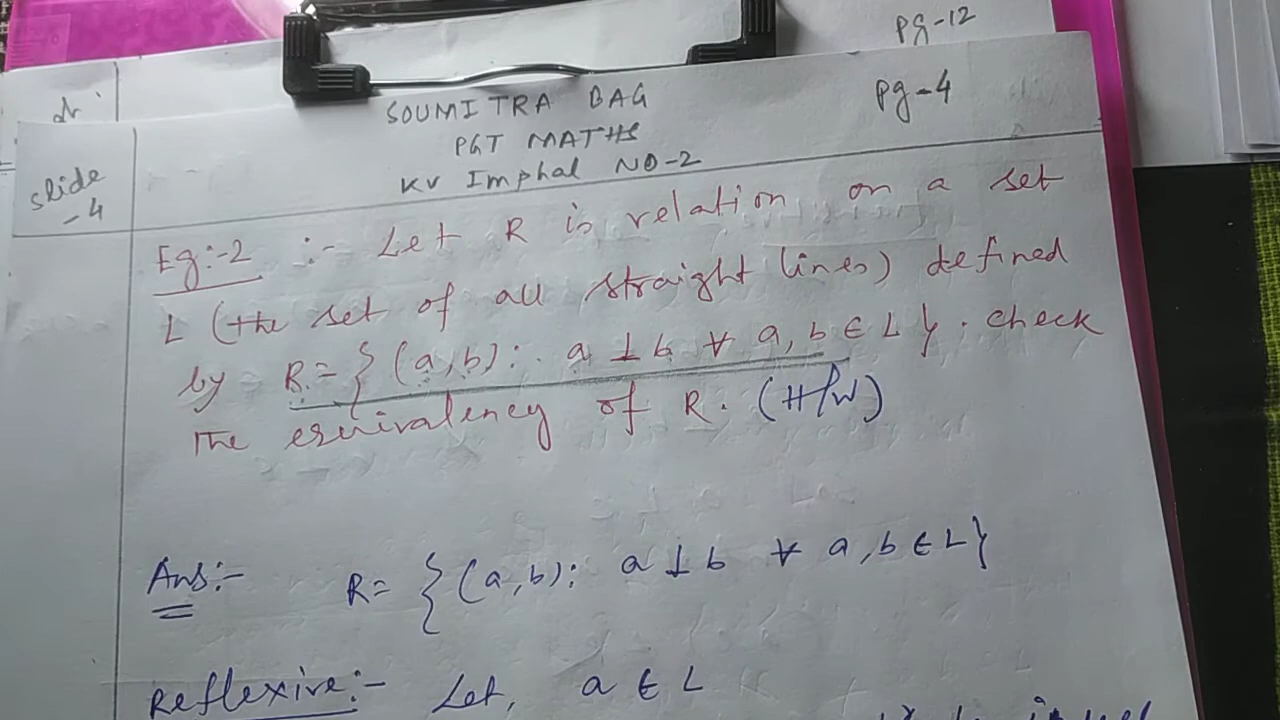 Pg-12
SOUMITRA BAG
Pg-4
PGT MATHS
KV Imphal NO-2
Slide
-4
Eg:-2 :- Let R is relation on a set
L (the set of all straight lines) defined
by R = {(a,b): a ⊥ b ∀ a, b ∈ L}. check
The equivalency of R. (H/W)
Ans:- R = {(a,b): a ⊥ b ∀ a, b ∈ L}
Reflexive:- Let, a ∈ L